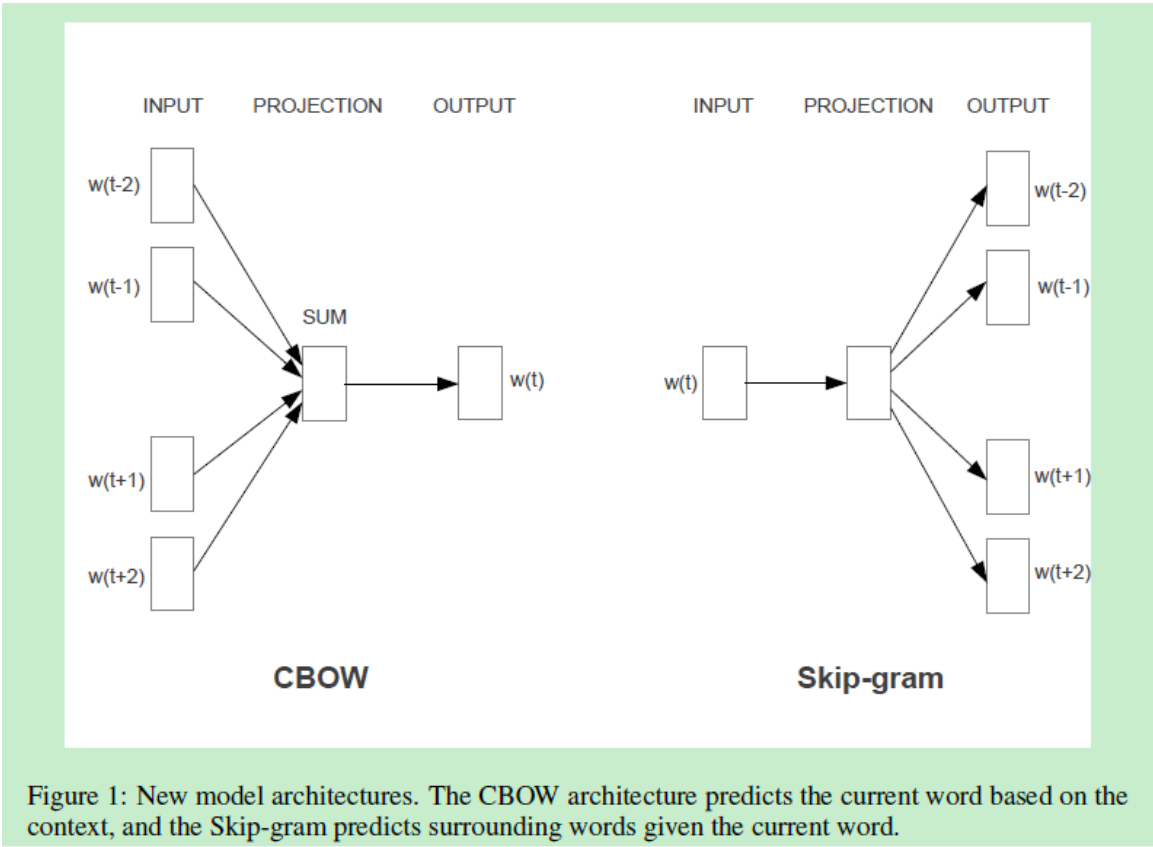 INPUT PROJECTION OUTPUT
w(t-2)
w(t-1)
SUM
w(t)
w(t+1)
w(t+2)
CBOW
INPUT PROJECTION OUTPUT
w(t-2)
w(t-1)
w(t)
w(t+1)
w(t+2)
Skip-gram
Figure 1: New model architectures. The CBOW architecture predicts the current word based on the
context, and the Skip-gram predicts surrounding words given the current word.